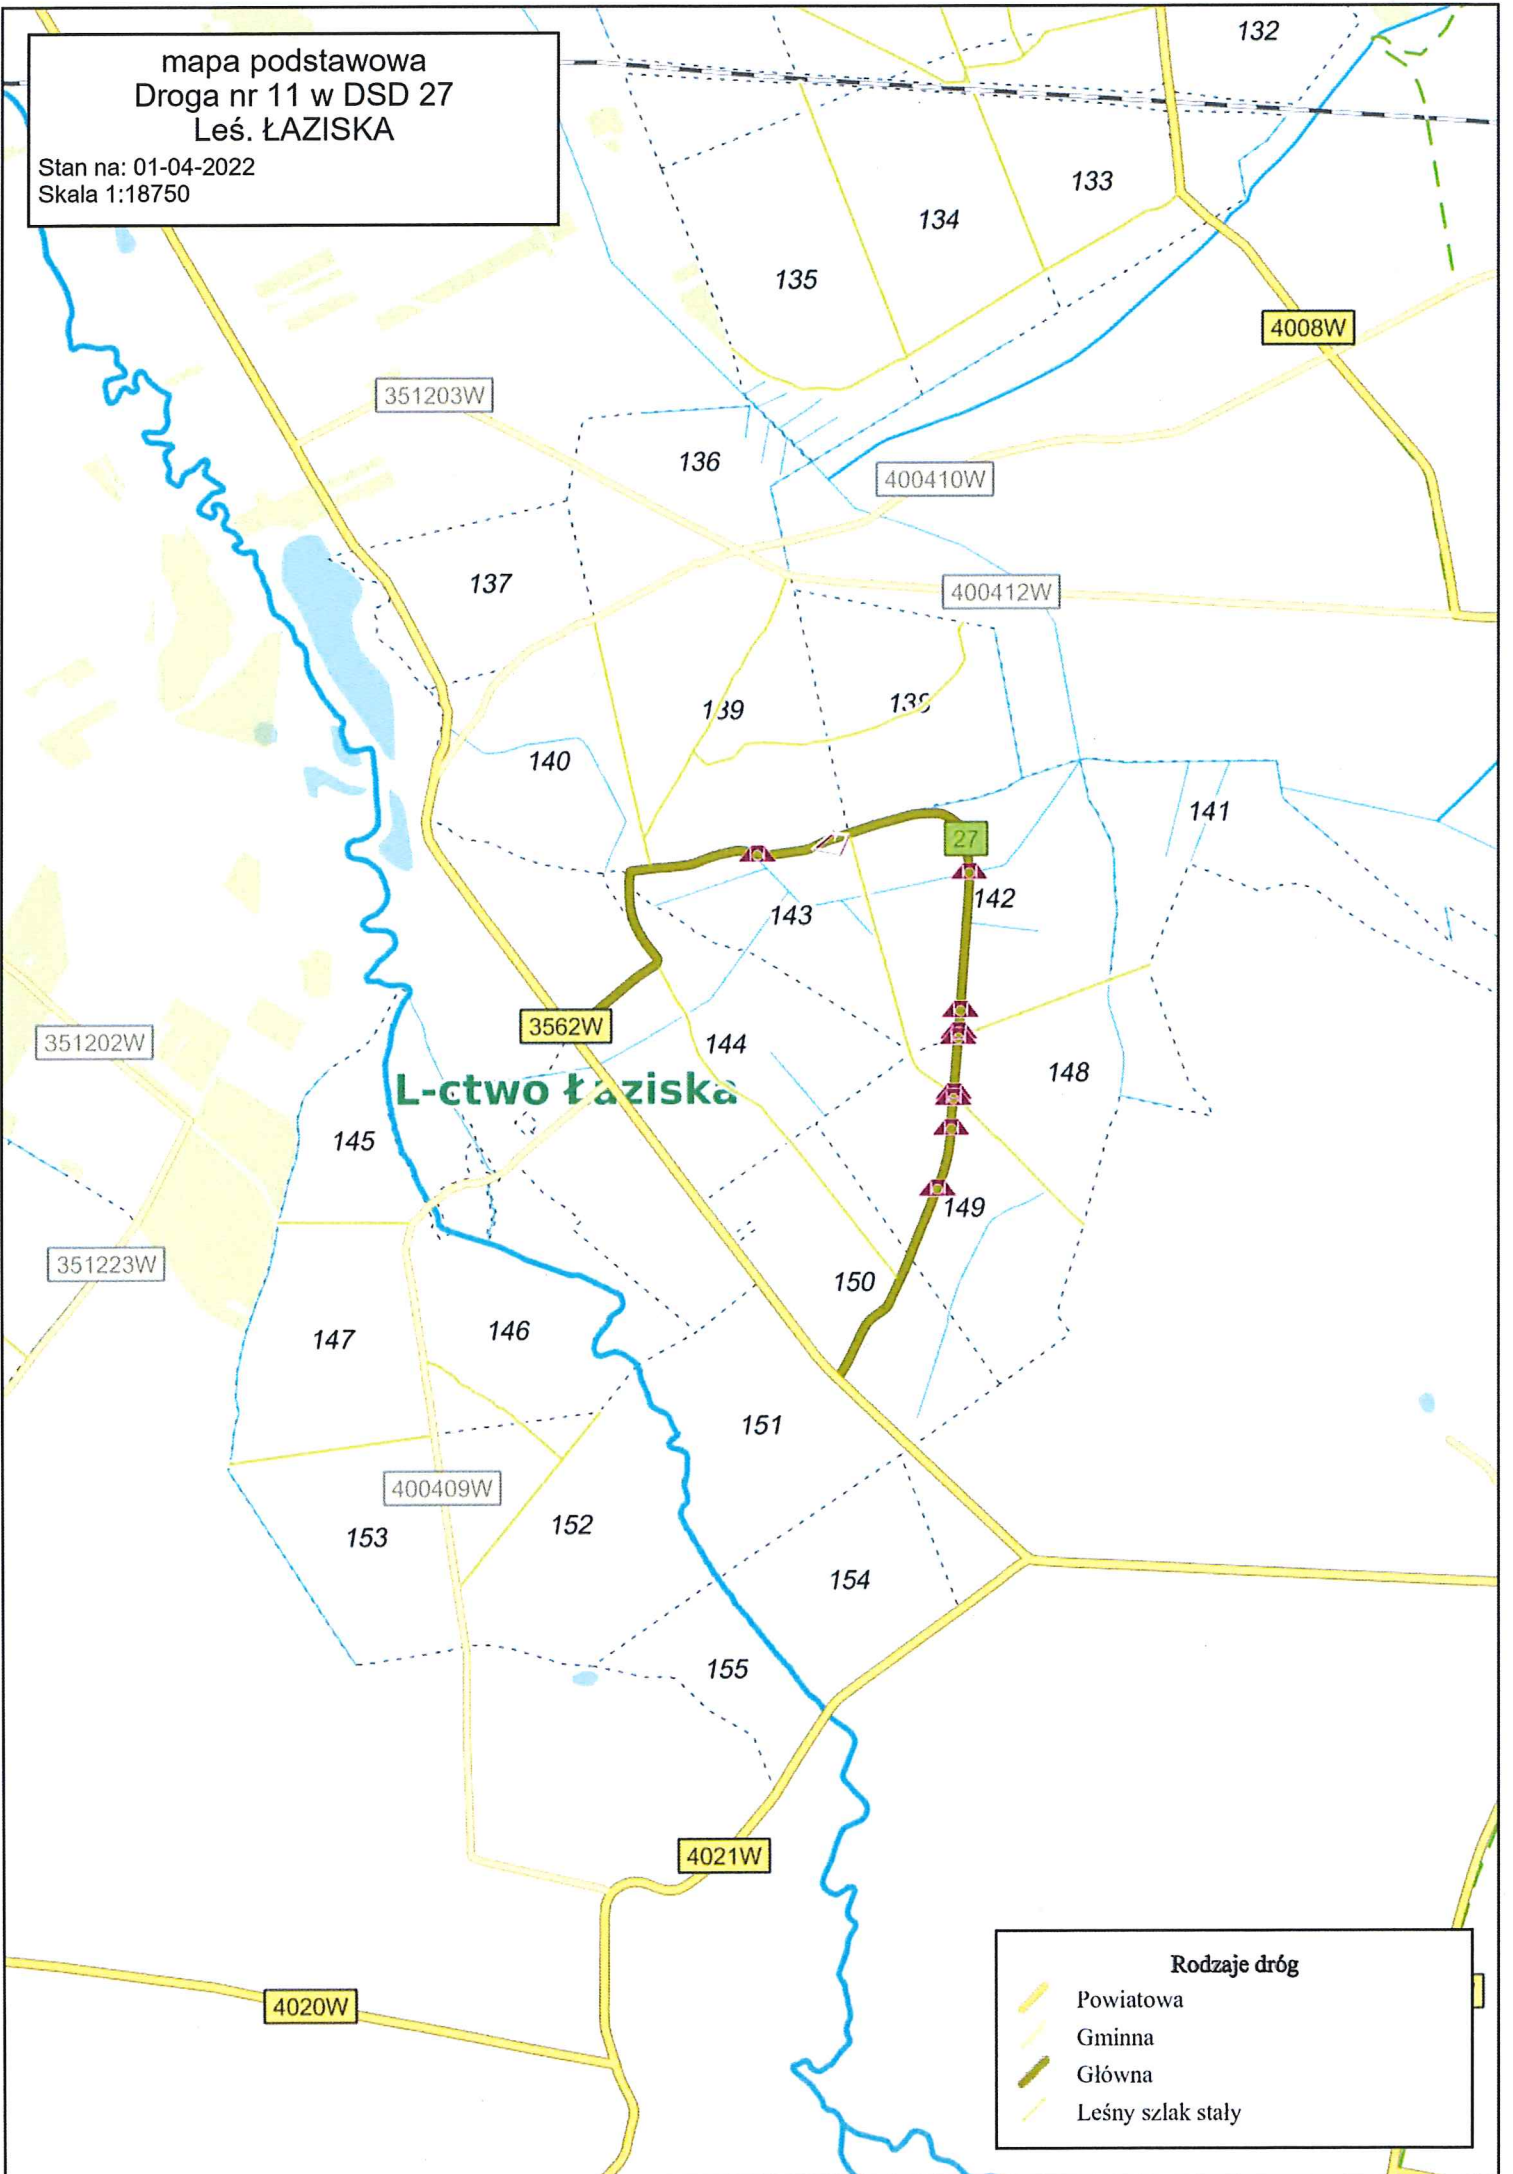 mapa podstawowa
Droga nr 11 w DSD 27
Leś. ŁAZISKA
Stan na: 01-04-2022
Skala 1:18750
132
133
134
135
4008W
351203W
136
400410W
137
400412W
139
138
140
141
27
142
143
3562W
144
351202W
148
L-ctwo Łaziska
145
149
351223W
150
147
146
151
400409W
153
152
154
155
4021W
4020W
Rodzaje dróg
Powiatowa
Gminna
Główna
Leśny szlak stały